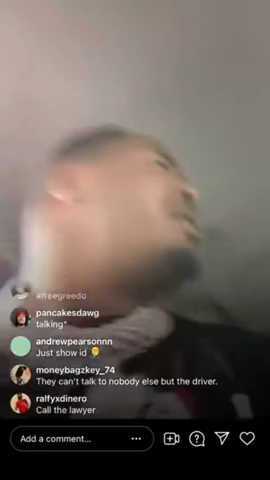 #freegreedo
pancakesdawg
talking*
andrewpearsonnn
Just show id 🤦‍♂️
moneybagzkey_74
They can't talk to nobody else but the driver.
ralfyxdinero
Call the lawyer
Add a comment...